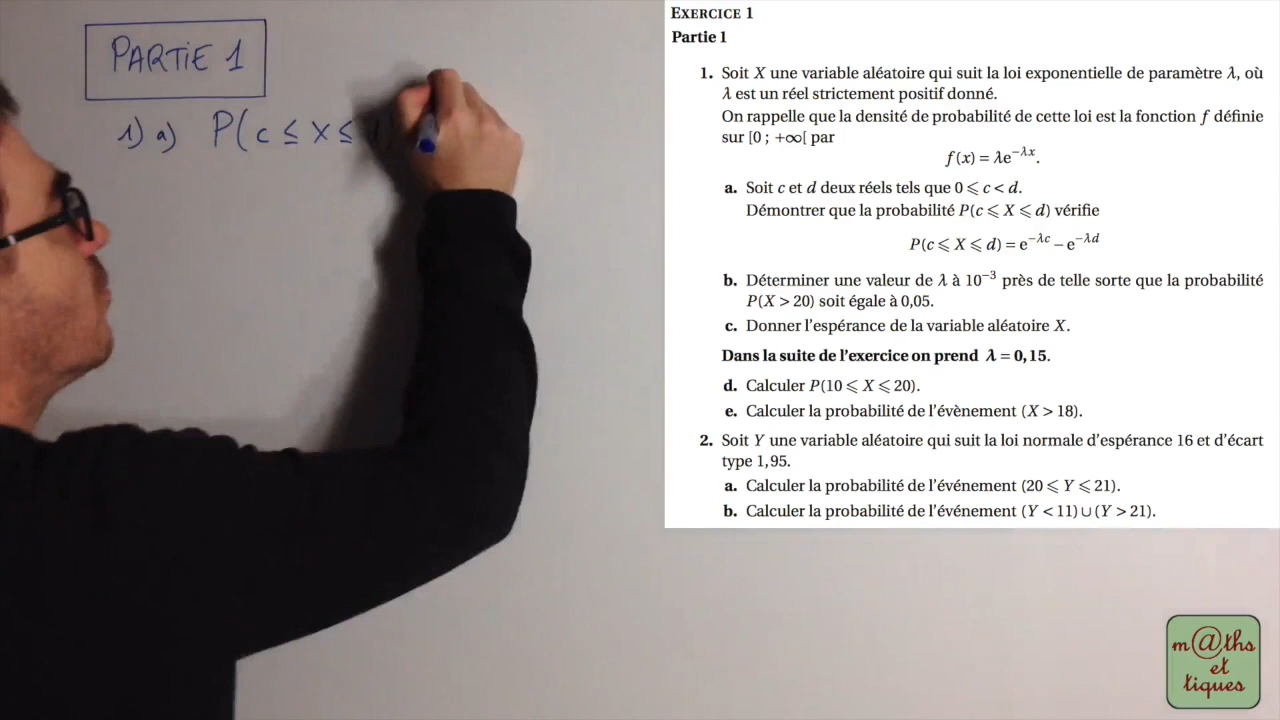 PARTIE 1
1) a) P( c ≤ X ≤
EXERCICE 1
Partie 1
1. Soit X une variable aléatoire qui suit la loi exponentielle de paramètre λ, où
λ est un réel strictement positif donné.
On rappelle que la densité de probabilité de cette loi est la fonction f définie
sur [0 ; +∞[ par
f(x) = λe^{−λx}.
a. Soit c et d deux réels tels que 0 ⩽ c < d.
Démontrer que la probabilité P(c ⩽ X ⩽ d) vérifie
P(c ⩽ X ⩽ d) = e^{−λc} − e^{−λd}
b. Déterminer une valeur de λ à 10^{−3} près de telle sorte que la probabilité
P(X > 20) soit égale à 0,05.
c. Donner l'espérance de la variable aléatoire X.
Dans la suite de l'exercice on prend λ = 0,15.
d. Calculer P(10 ⩽ X ⩽ 20).
e. Calculer la probabilité de l'évènement (X > 18).
2. Soit Y une variable aléatoire qui suit la loi normale d'espérance 16 et d'écart
type 1,95.
a. Calculer la probabilité de l'événement (20 ⩽ Y ⩽ 21).
b. Calculer la probabilité de l'événement (Y < 11) ∪ (Y > 21).
m@ths
et
tiques